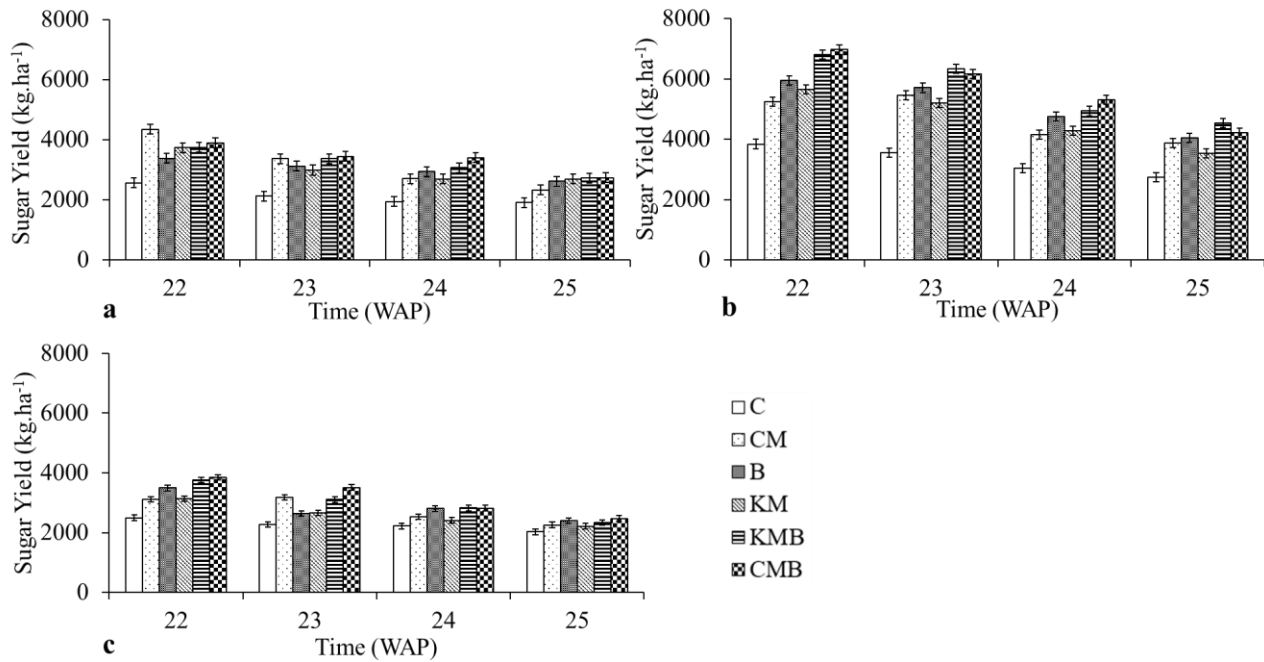 8000
6000
4000
2000
0
Sugar Yield (kg.ha-1)
22 23 24 25
Time (WAP)
a
8000
6000
4000
2000
0
Sugar Yield (kg.ha-1)
22 23 24 25
Time (WAP)
b
8000
6000
4000
2000
0
Sugar Yield (kg.ha-1)
22 23 24 25
Time (WAP)
c
C
CM
B
KM
KMB
CMB